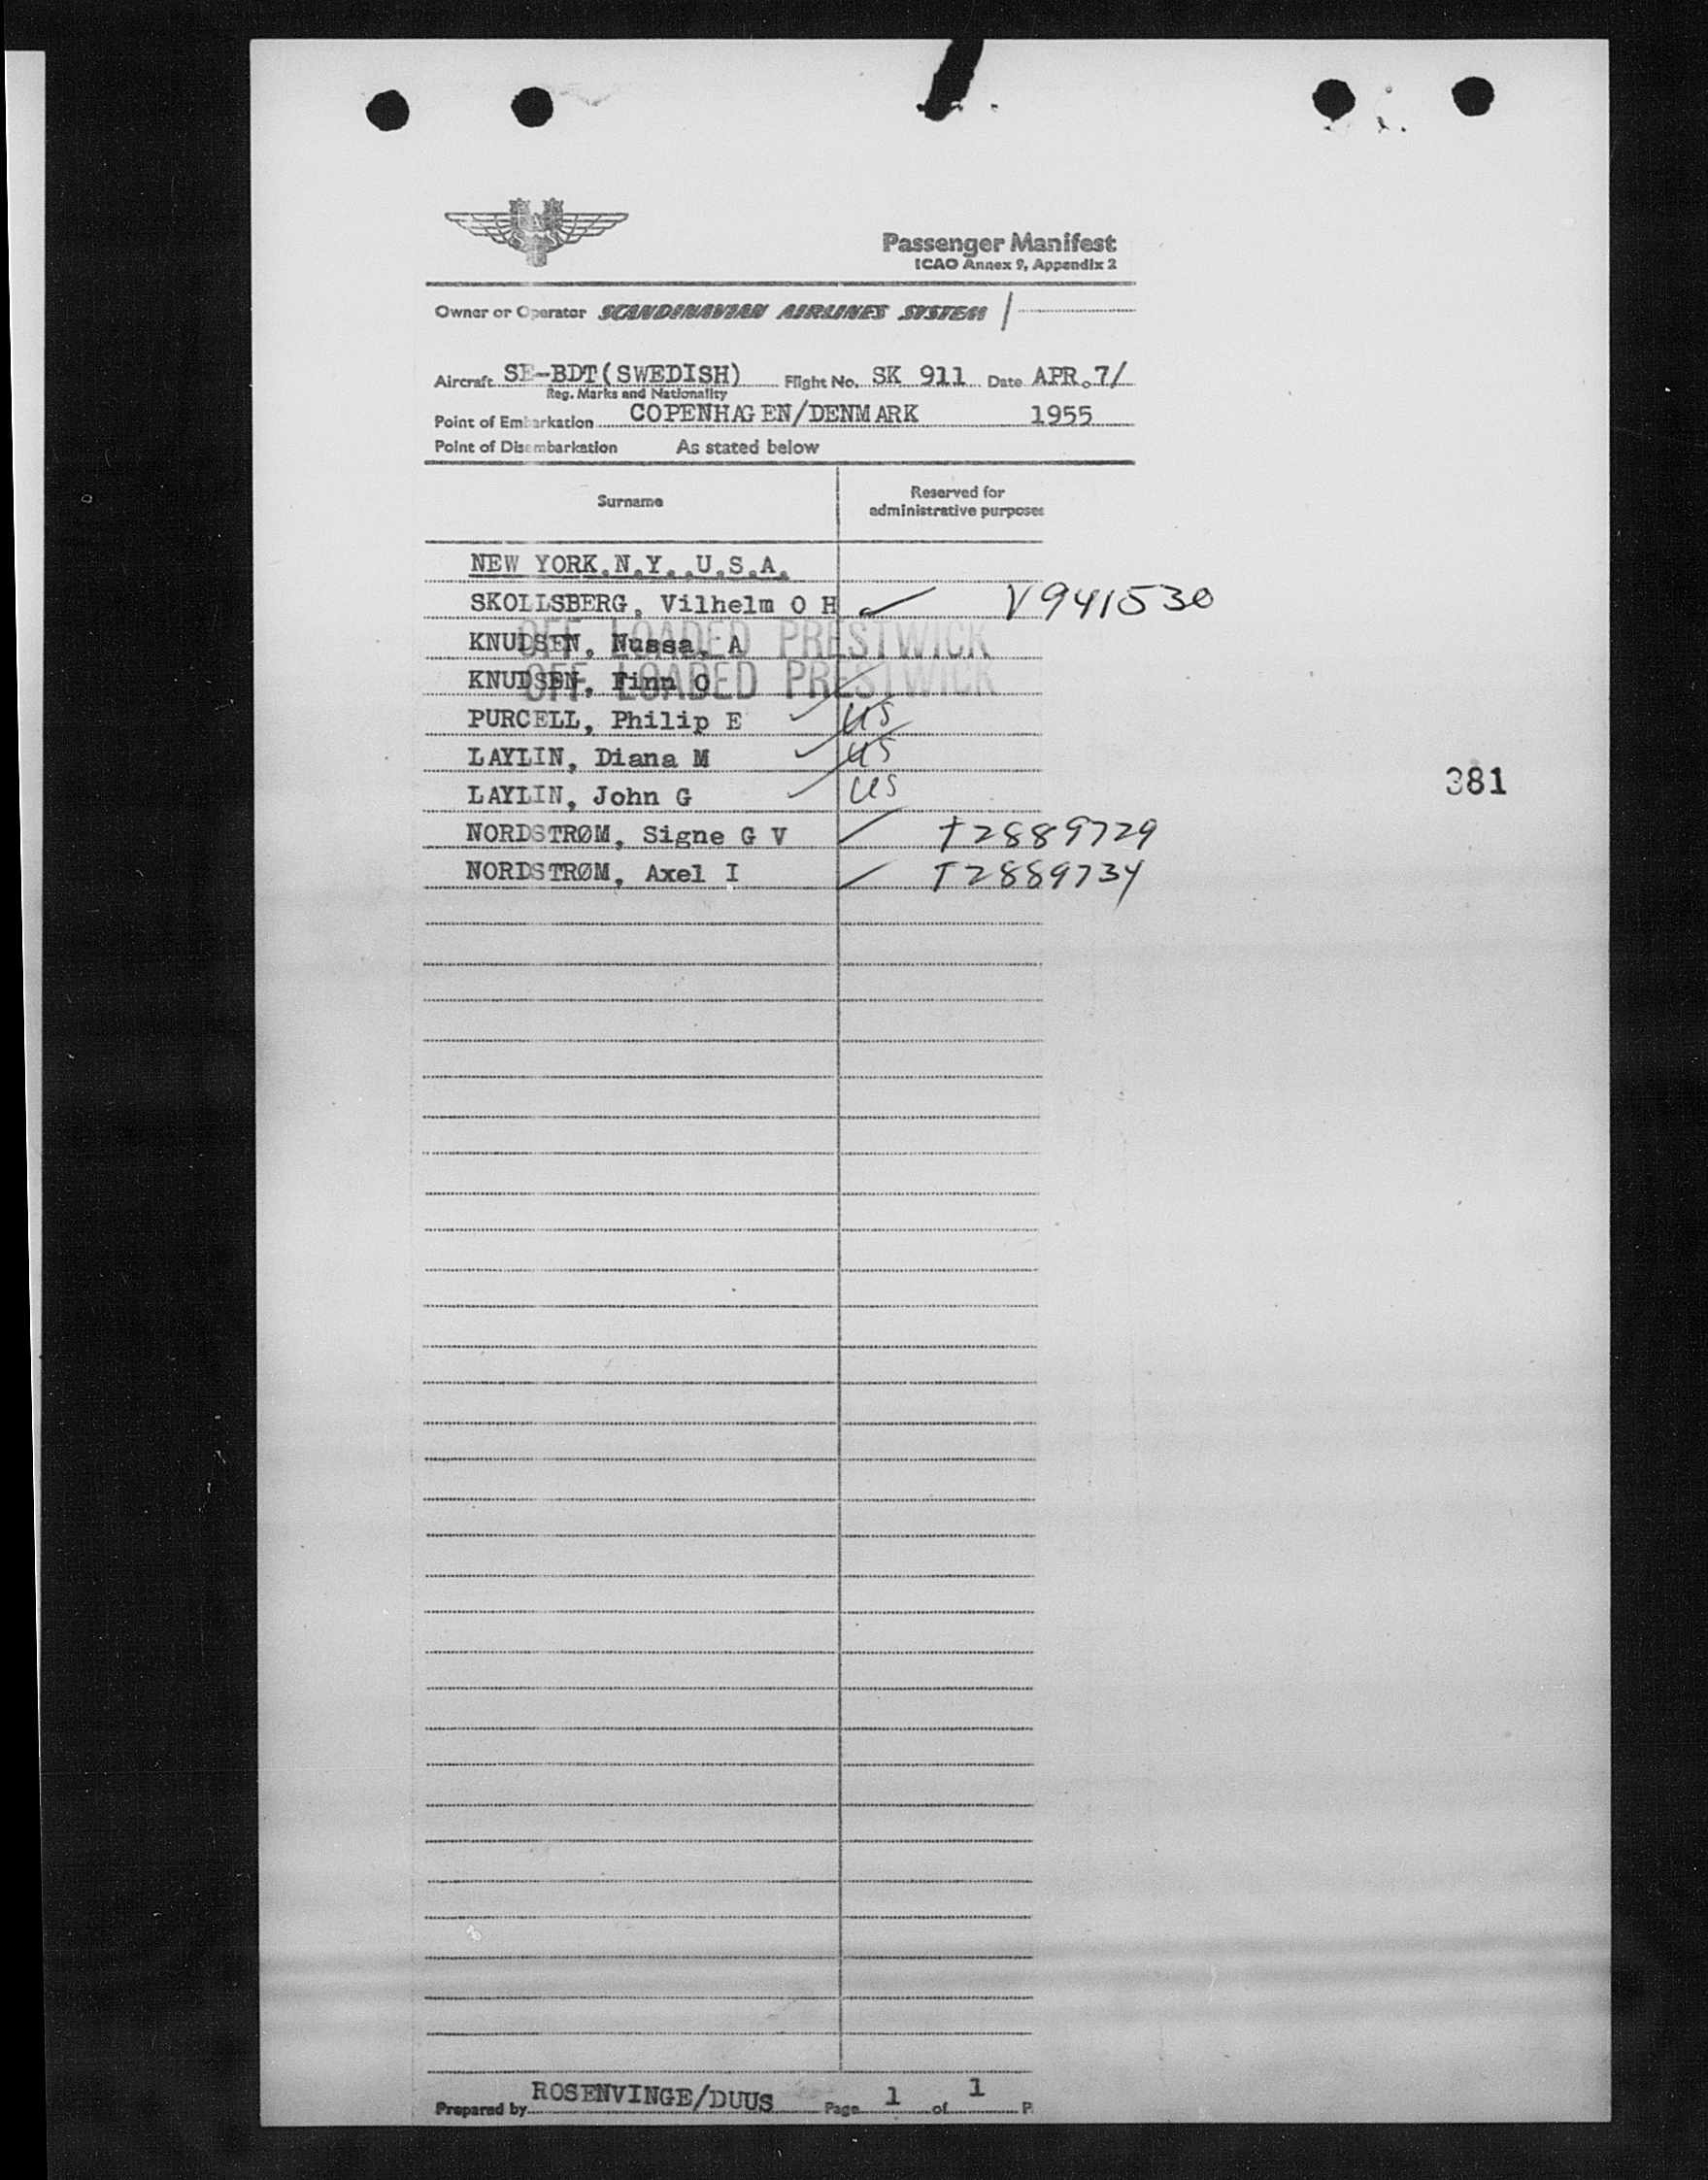 Passenger Manifest
ICAO Annex 9, Appendix 2
Owner or Operator SCANDINAVIAN AIRLINES SYSTEM /
Aircraft SE-BDT(SWEDISH) Flight No. SK 911 Date APR.7/
Reg. Marks and Nationality
Point of Embarkation COPENHAGEN/DENMARK 1955
Point of Disembarkation As stated below
Surname
Reserved for
administrative purposes
NEW YORK.N.Y.,U.S.A.
SKOLLSBERG, Vilhelm O H ✓ V941530
KNUDSEN, Nussa, A OFF LOADED PRESTWICK
KNUDSEN, Finn O OFF LOADED PRESTWICK
PURCELL, Philip E ✓ US
LAYLIN, Diana M ✓ US
LAYLIN, John G ✓ US
381
NORDSTRØM, Signe G V ✓ T2889729
NORDSTRØM, Axel I ✓ T2889734
Prepared by ROSENVINGE/DUUS Page 1 of 1 P